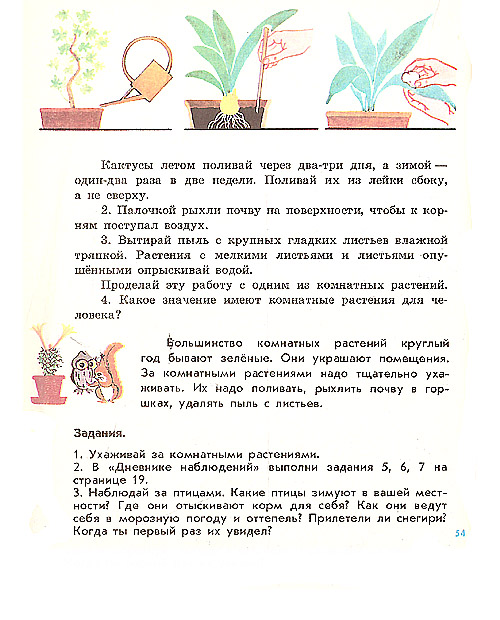 Кактусы летом поливай через два-три дня, а зимой —
один-два раза в две недели. Поливай их из лейки сбоку,
а не сверху.
2. Палочкой рыхли почву на поверхности, чтобы к кор-
ням поступал воздух.
3. Вытирай пыль с крупных гладких листьев влажной
тряпкой. Растения с мелкими листьями и листьями опу-
шёнными опрыскивай водой.
Проделай эту работу с одним из комнатных растений.
4. Какое значение имеют комнатные растения для че-
ловека?
Большинство комнатных растений круглый
год бывают зелёные. Они украшают помещения.
За комнатными растениями надо тщательно уха-
живать. Их надо поливать, рыхлить почву в гор-
шках, удалять пыль с листьев.
Задания.
1. Ухаживай за комнатными растениями.
2. В «Дневнике наблюдений» выполни задания 5, 6, 7 на
странице 19.
3. Наблюдай за птицами. Какие птицы зимуют в вашей мест-
ности? Где они отыскивают корм для себя? Как они ведут
себя в морозную погоду и оттепель? Прилетели ли снегири?
Когда ты первый раз их увидел?
54